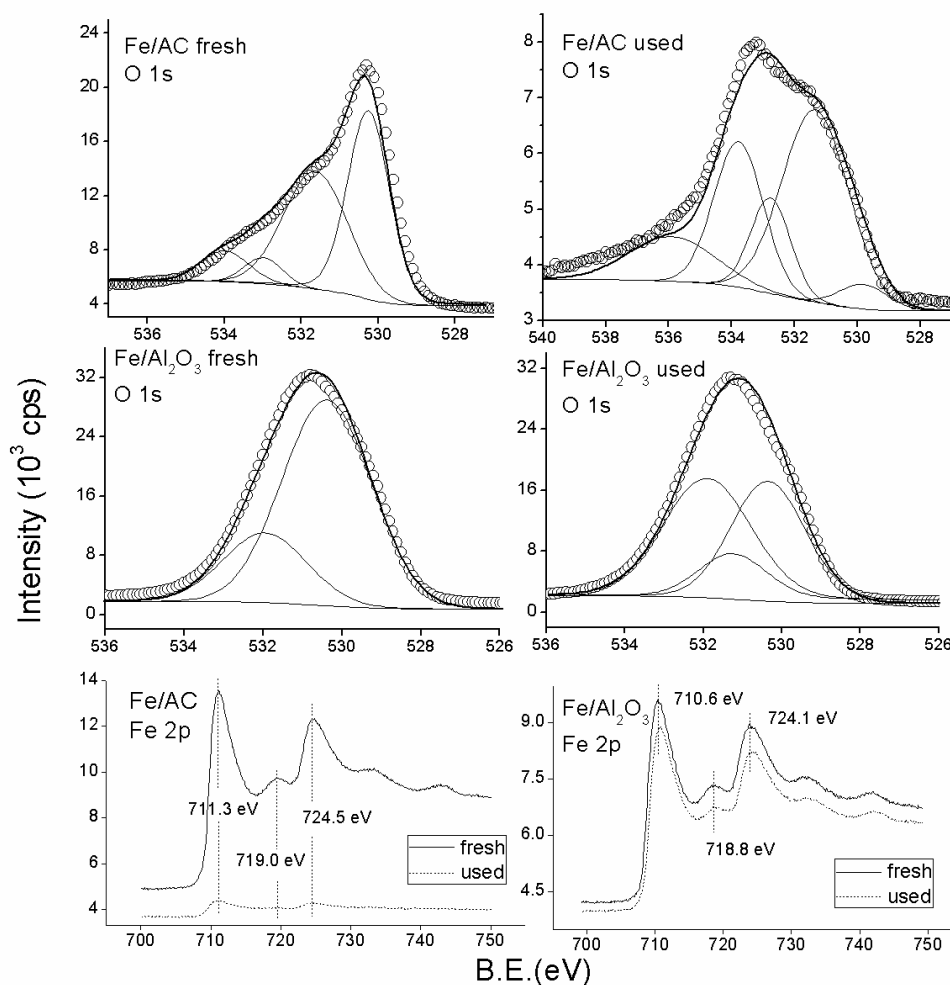 Intensity (10³ cps)
Fe/AC fresh
O 1s
24
20
16
12
8
4
536 534 532 530 528
Fe/AC used
O 1s
8
7
6
5
4
3
540 538 536 534 532 530 528
Fe/Al₂O₃ fresh
O 1s
32
24
16
8
0
536 534 532 530 528 526
Fe/Al₂O₃ used
O 1s
32
24
16
8
0
536 534 532 530 528 526
Fe/AC
Fe 2p
14
12
10
8
6
4
711.3 eV
724.5 eV
719.0 eV
fresh
used
700 710 720 730 740 750
Fe/Al₂O₃
Fe 2p
9.0
7.5
6.0
4.5
710.6 eV
724.1 eV
718.8 eV
fresh
used
700 710 720 730 740 750
B.E.(eV)